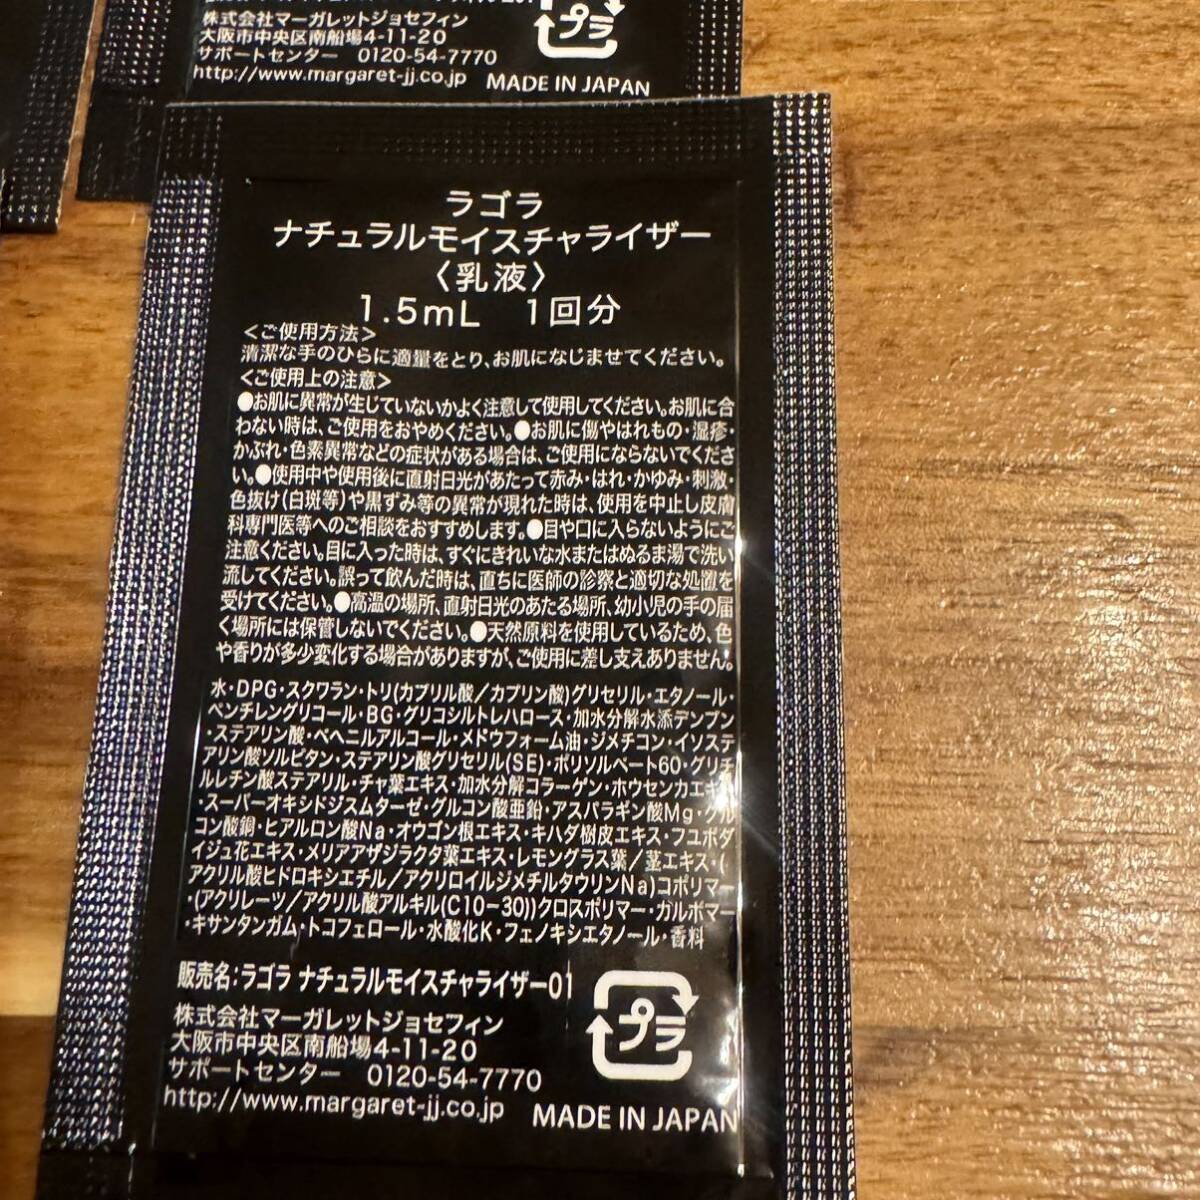 株式会社マーガレットジョセフィン
大阪市中央区南船場4-11-20
サポートセンター 0120-54-7770
http://www.margaret-jj.co.jp MADE IN JAPAN
プラ
ラゴラ
ナチュラルモイスチャライザー
〈乳液〉
1.5mL 1回分
<ご使用方法>
清潔な手のひらに適量をとり、お肌になじませてください。
<ご使用上の注意>
●お肌に異常が生じていないかよく注意して使用してください。お肌に合
わない時は、ご使用をおやめください。●お肌に傷やはれもの・湿疹・
かぶれ・色素異常などの症状がある場合は、ご使用にならないでくださ
い。●使用中や使用後に直射日光があたって赤み・はれ・かゆみ・刺激・
色抜け(白斑等)や黒ずみ等の異常が現れた時は、使用を中止し皮膚
科専門医等へのご相談をおすすめします。●目や口に入らないようにご
注意ください。目に入った時は、すぐにきれいな水またはぬるま湯で洗い
流してください。誤って飲んだ時は、直ちに医師の診察と適切な処置を
受けてください。●高温の場所、直射日光のあたる場所、幼小児の手の届
く場所には保管しないでください。●天然原料を使用しているため、色
や香りが多少変化する場合がありますが、ご使用に差し支えありません。
水・DPG・スクワラン・トリ(カプリル酸/カプリン酸)グリセリル・エタノール・
ペンチレングリコール・BG・グリコシルトレハロース・加水分解水添デンプン
・ステアリン酸・ベヘニルアルコール・メドウフォーム油・ジメチコン・イソステ
アリン酸ソルビタン・ステアリン酸グリセリル(SE)・ポリソルベート60・グリチ
ルレチン酸ステアリル・チャ葉エキス・加水分解コラーゲン・ホウセンカエキス
・スーパーオキシドジスムターゼ・グルコン酸亜鉛・アスパラギン酸Mg・グル
コン酸銅・ヒアルロン酸Na・オウゴン根エキス・キハダ樹皮エキス・フユボダ
イジュ花エキス・メリアアザジラクタ葉エキス・レモングラス葉/茎エキス・(
アクリル酸ヒドロキシエチル/アクリロイルジメチルタウリンNa)コポリマー
・(アクリレーツ/アクリル酸アルキル(C10-30))クロスポリマー・カルボマー
・キサンタンガム・トコフェロール・水酸化K・フェノキシエタノール・香料
販売名:ラゴラ ナチュラルモイスチャライザー01
株式会社マーガレットジョセフィン
大阪市中央区南船場4-11-20
サポートセンター 0120-54-7770
http://www.margaret-jj.co.jp MADE IN JAPAN
プラ